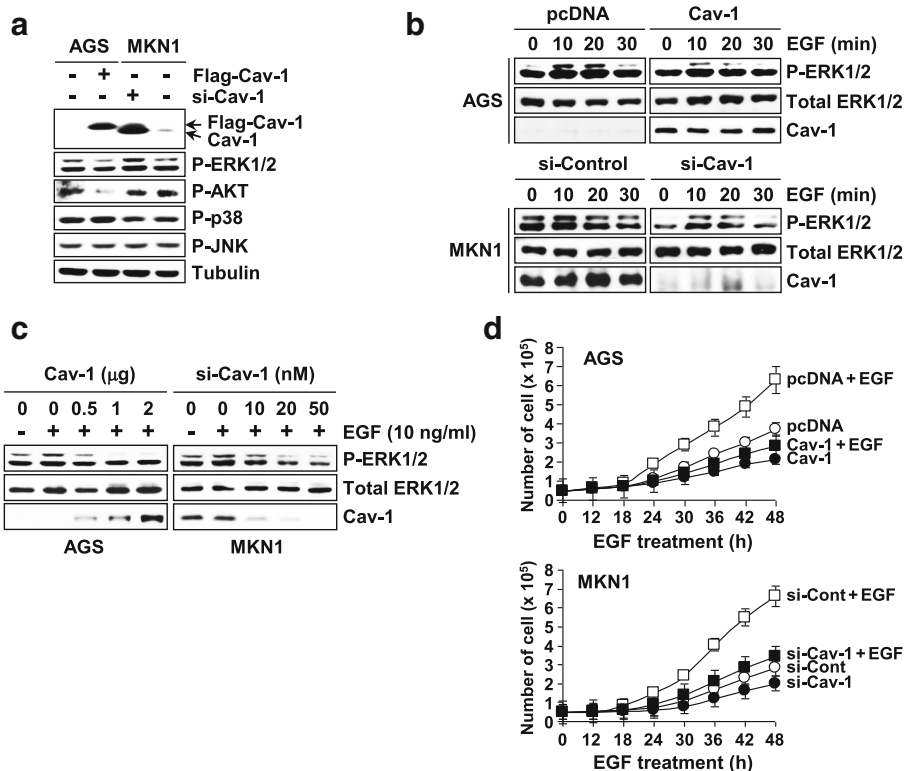 a
AGS MKN1
- + - - Flag-Cav-1
- - + - si-Cav-1
Flag-Cav-1
Cav-1
P-ERK1/2
P-AKT
P-p38
P-JNK
Tubulin
b
pcDNA Cav-1
0 10 20 30 0 10 20 30 EGF (min)
P-ERK1/2
AGS Total ERK1/2
Cav-1
si-Control si-Cav-1
0 10 20 30 0 10 20 30 EGF (min)
P-ERK1/2
MKN1 Total ERK1/2
Cav-1
c
Cav-1 (μg) si-Cav-1 (nM)
0 0 0.5 1 2 0 0 10 20 50
- + + + + - + + + + EGF (10 ng/ml)
P-ERK1/2
Total ERK1/2
Cav-1
AGS MKN1
d
AGS
Number of cell (x 10⁵)
8
7
6
5
4
3
2
1
0
pcDNA + EGF
pcDNA
Cav-1 + EGF
Cav-1
0 12 18 24 30 36 42 48
EGF treatment (h)
MKN1
Number of cell (x 10⁵)
8
7
6
5
4
3
2
1
0
si-Cont + EGF
si-Cav-1 + EGF
si-Cont
si-Cav-1
0 12 18 24 30 36 42 48
EGF treatment (h)